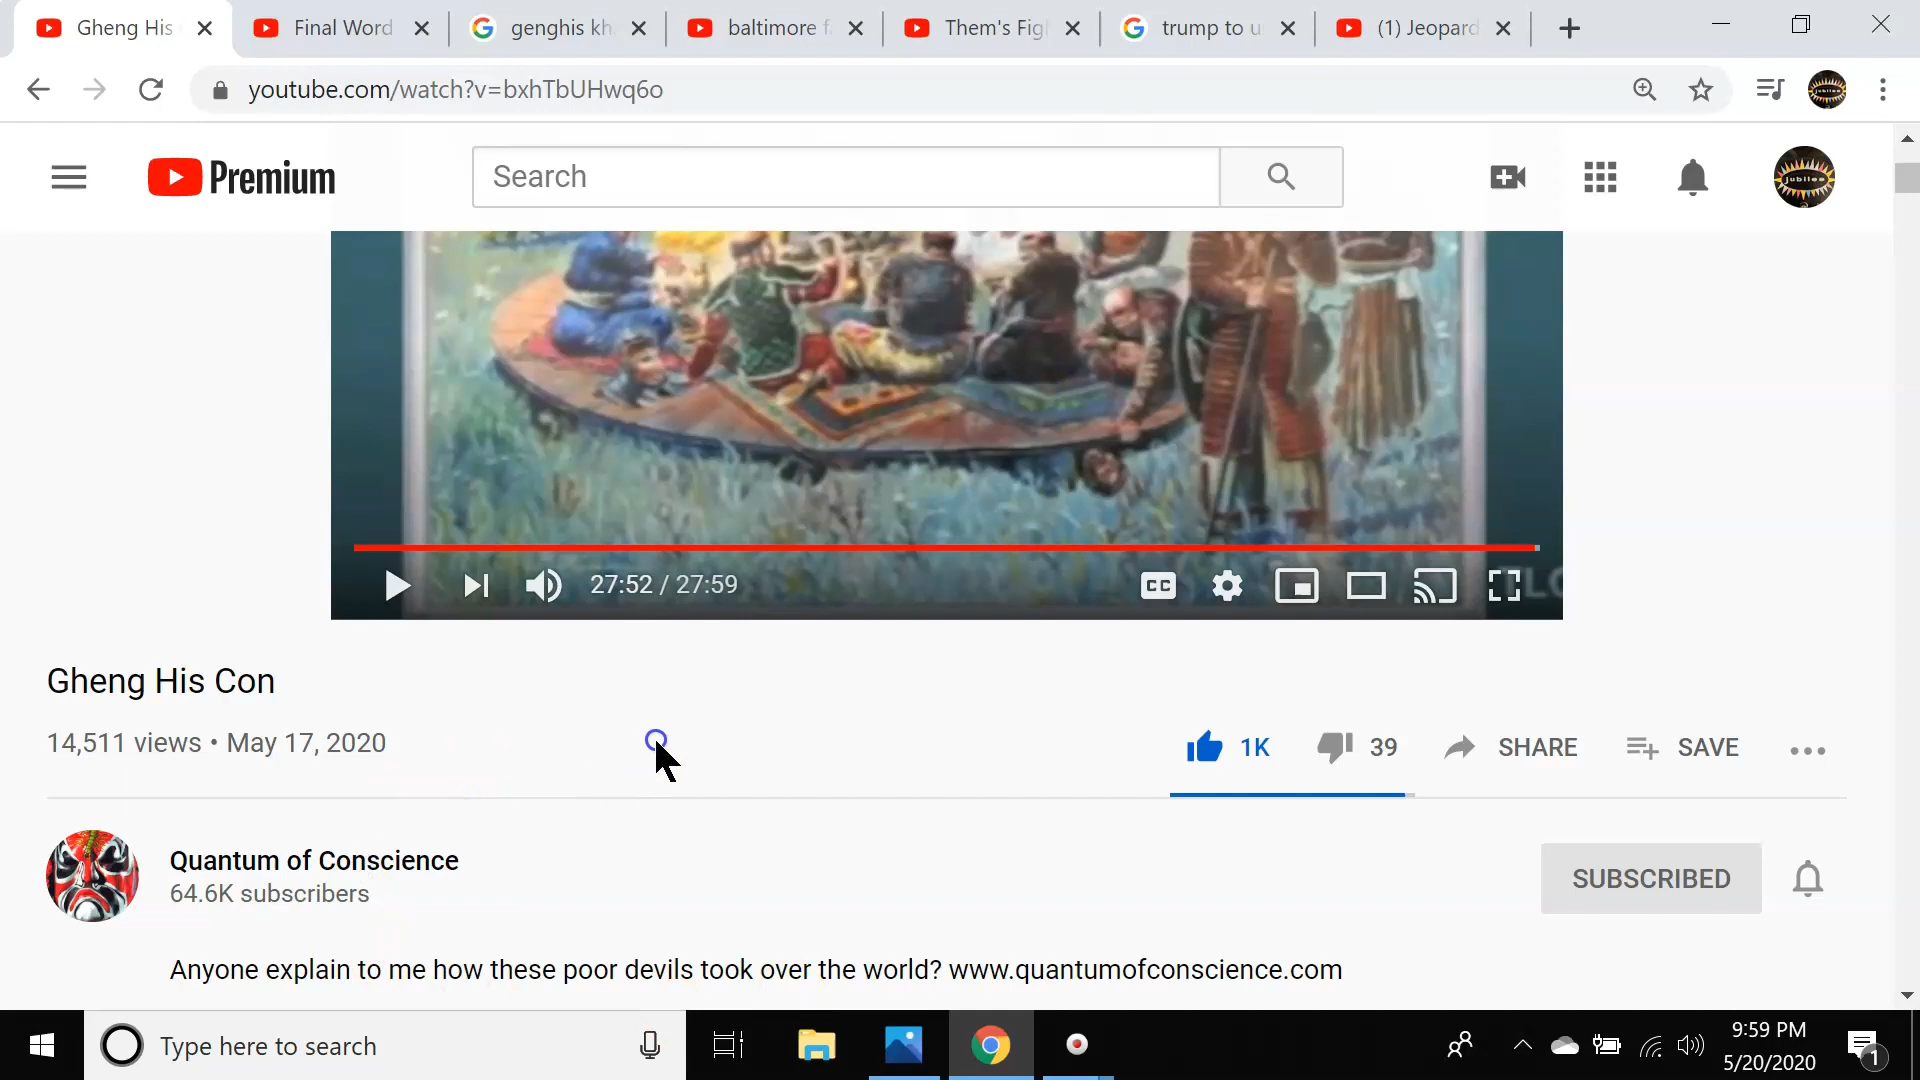 Gheng His
Final Word
genghis kh
baltimore f
Them's Fig
trump to u
(1) Jeopard
youtube.com/watch?v=bxhTbUHwq6o
Premium
Search
jubilee
27:52 / 27:59
CC
Gheng His Con
14,511 views • May 17, 2020
1K
39
SHARE
SAVE
Quantum of Conscience
64.6K subscribers
SUBSCRIBED
Anyone explain to me how these poor devils took over the world? www.quantumofconscience.com
Type here to search
9:59 PM
5/20/2020
1